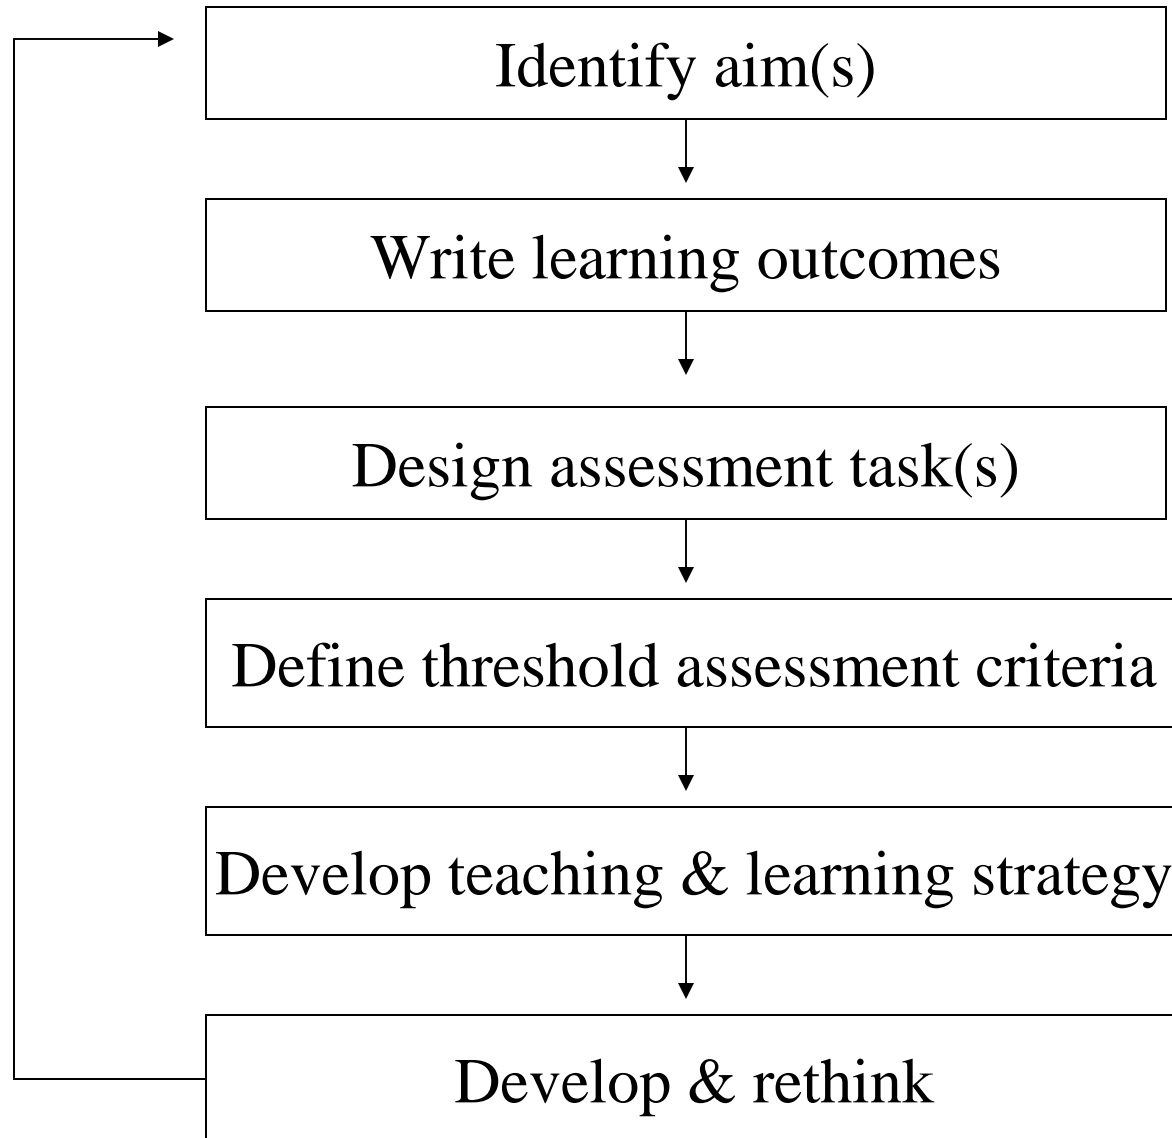 Identify aim(s)
Write learning outcomes
Design assessment task(s)
Define threshold assessment criteria
Develop teaching & learning strategy
Develop & rethink